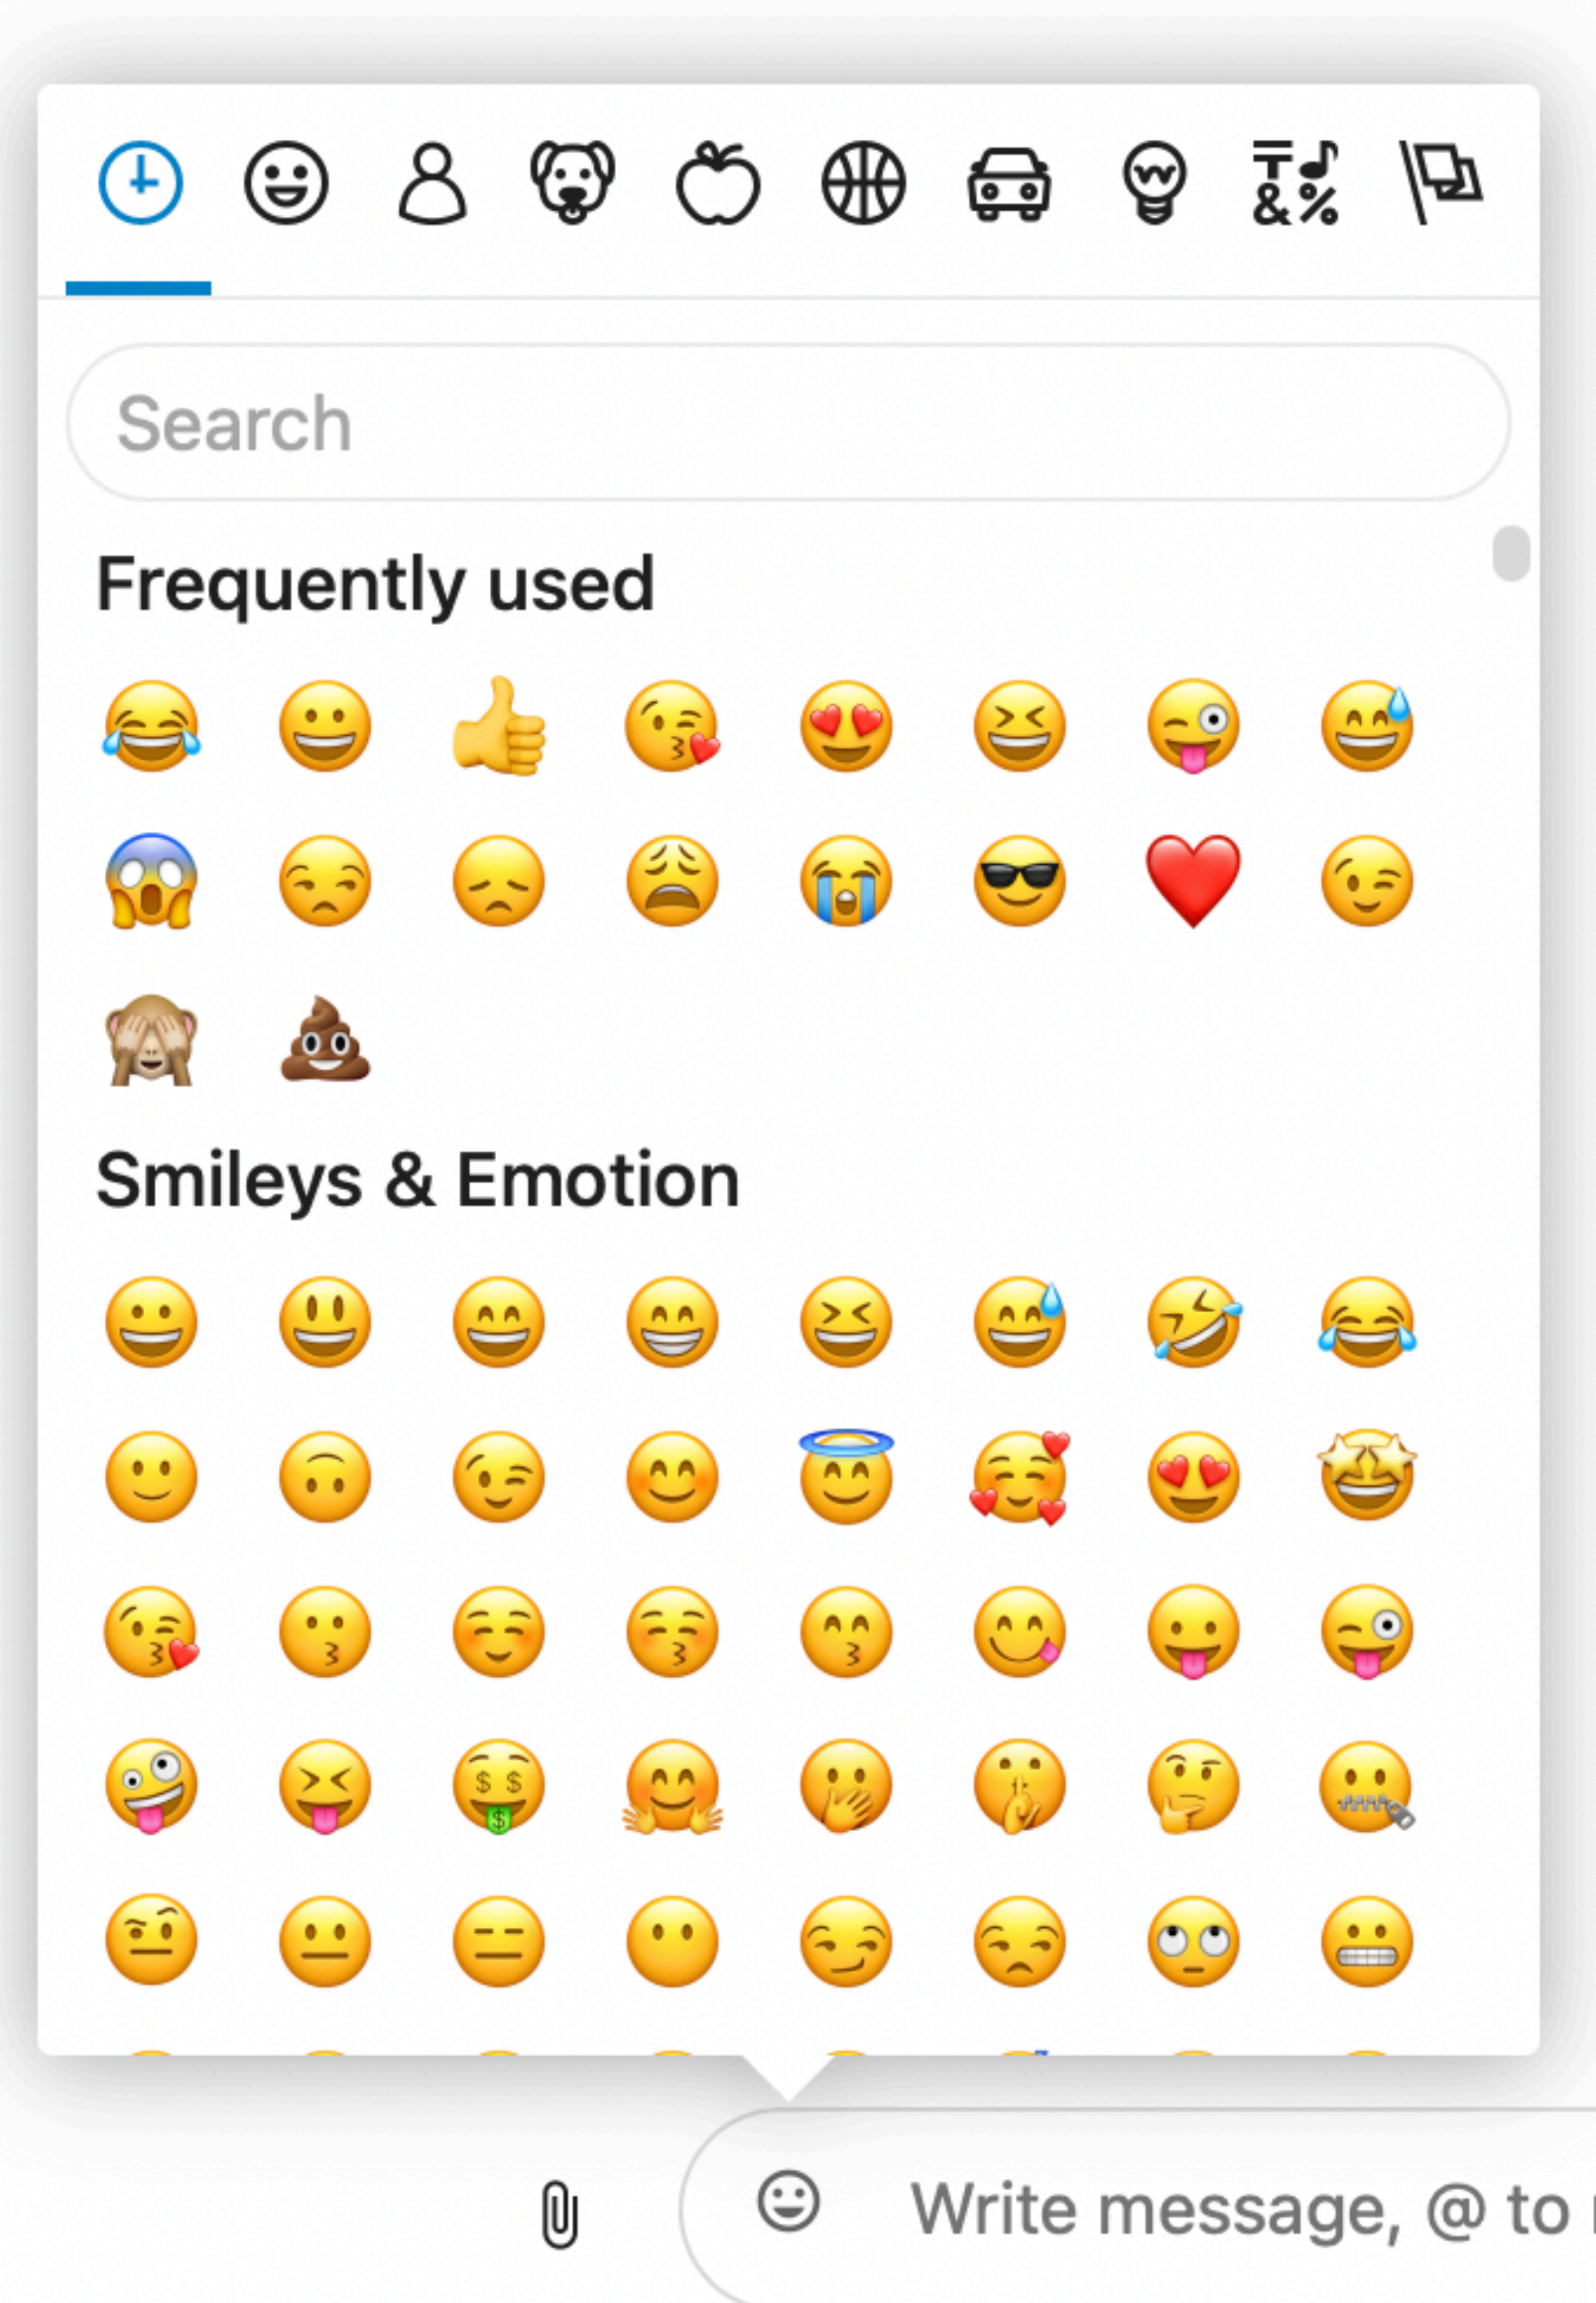 Search
Frequently used
Smileys & Emotion
Write message, @ to